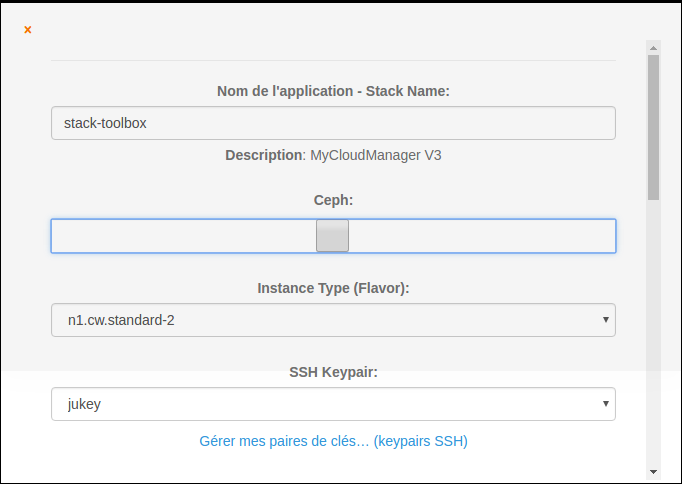 ×
Nom de l'application - Stack Name:
stack-toolbox
Description: MyCloudManager V3
Ceph:
Instance Type (Flavor):
n1.cw.standard-2
SSH Keypair:
jukey
Gérer mes paires de clés… (keypairs SSH)